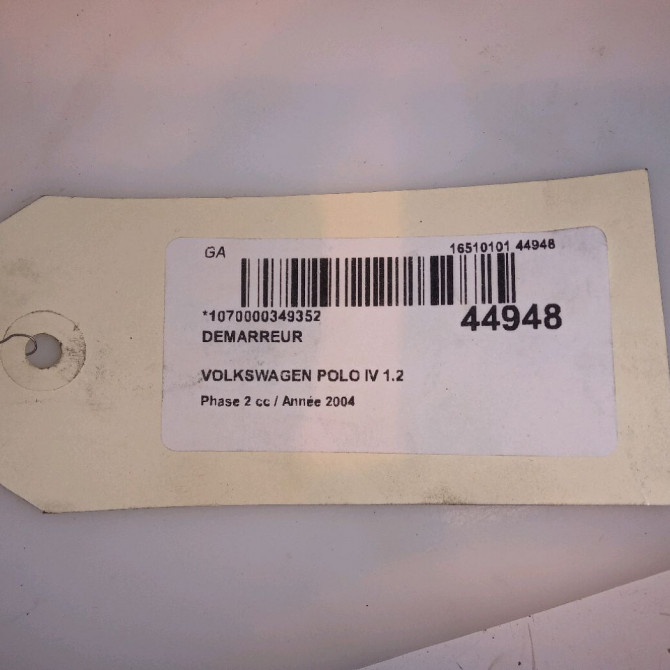 GA 16510101 44948
*1070000349352 44948
DEMARREUR
VOLKSWAGEN POLO IV 1.2
Phase 2 cc / Année 2004